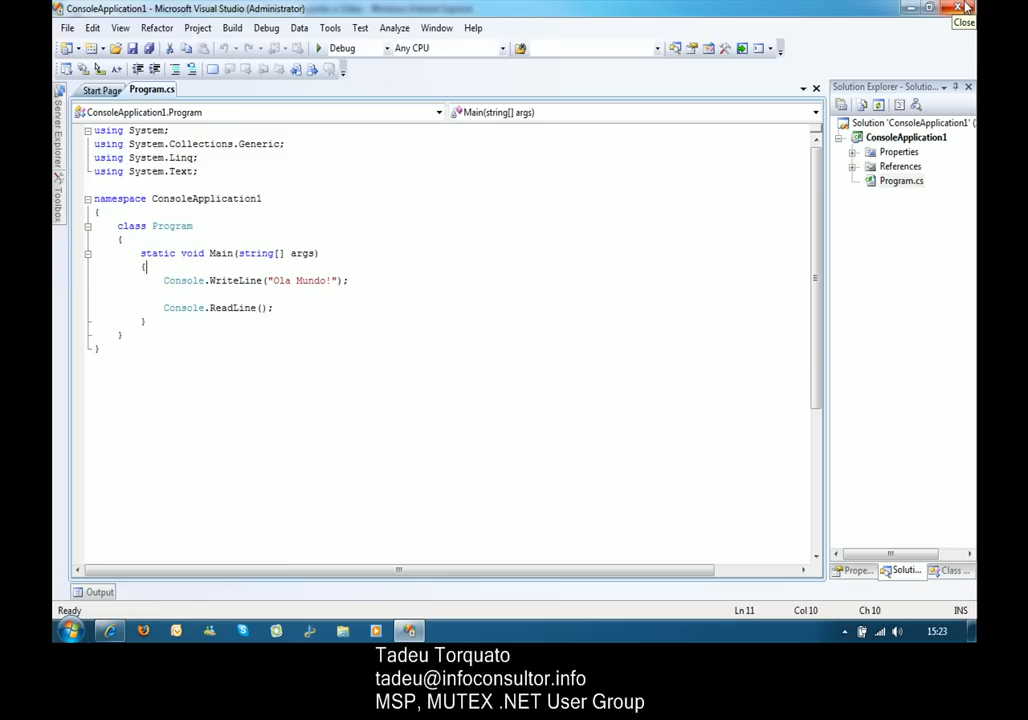 ConsoleApplication1 - Microsoft Visual Studio (Administrator)
Close
File Edit View Refactor Project Build Debug Data Tools Test Analyze Window Help
Debug Any CPU
Start Page Program.cs
Solution Explorer - Solutio...
ConsoleApplication1.Program Main(string[] args)
Solution 'ConsoleApplication1' (
ConsoleApplication1
Properties
References
Program.cs
Server Explorer
Toolbox
using System;
using System.Collections.Generic;
using System.Linq;
using System.Text;
namespace ConsoleApplication1
{
class Program
{
static void Main(string[] args)
{
Console.WriteLine("Ola Mundo!");
Console.ReadLine();
}
}
}
Prope... Soluti... Class ...
Output
Ready Ln 11 Col 10 Ch 10 INS
15:23
Tadeu Torquato
tadeu@infoconsultor.info
MSP, MUTEX .NET User Group